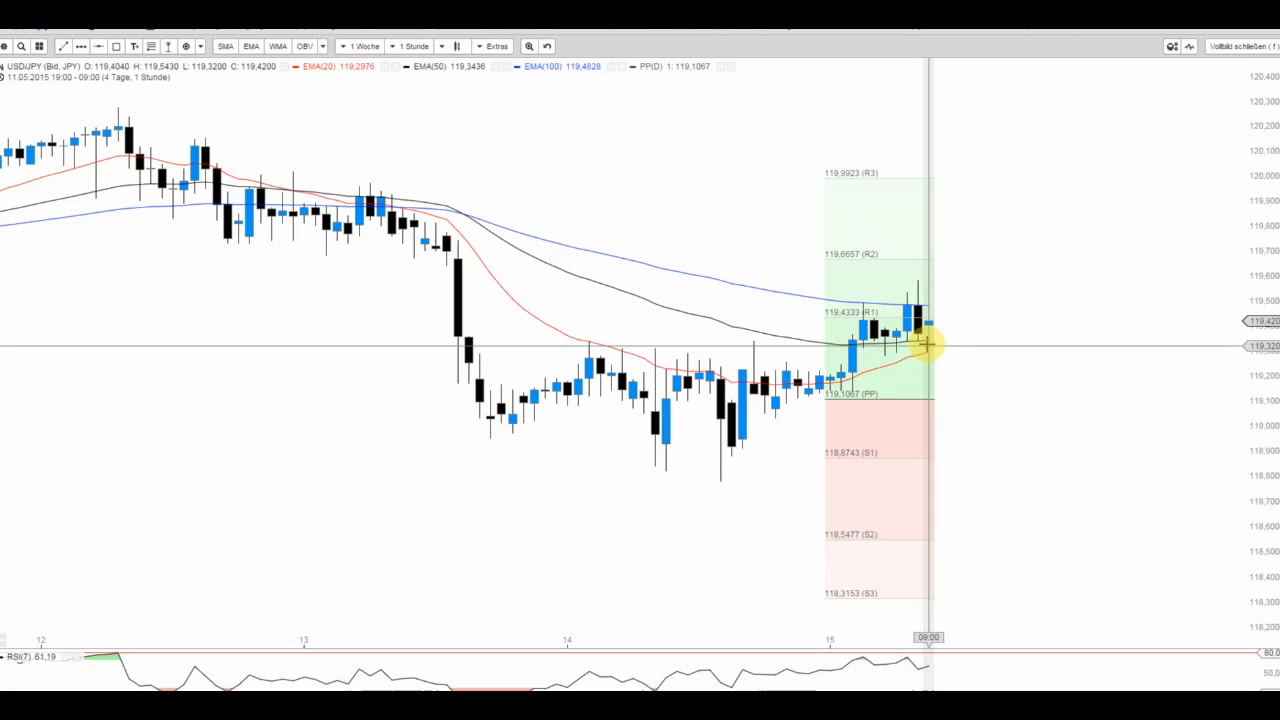 SMA EMA WMA OBV 1 Woche 1 Stunde Extras Vollbild schließen ( f )
USD/JPY (Bid, JPY) O: 119,4040 H: 119,5430 L: 119,3200 C: 119,4200 EMA(20) 119,2976 EMA(50) 119,3436 EMA(100) 119,4828 PP(D) 1: 119,1067
11.05.2015 19:00 - 09:00 (4 Tage, 1 Stunde)
120,400
120,300
120,200
120,100
120,000
119,900
119,800
119,700
119,600
119,500
119,420
119,320
119,200
119,100
119,000
118,900
118,800
118,700
118,600
118,500
118,400
118,300
118,200
119,9923 (R3)
119,6657 (R2)
119,4333 (R1)
119,1067 (PP)
118,8743 (S1)
118,5477 (S2)
118,3153 (S3)
12 13 14 15 09:00
RSI(7) 61,19
80,0
50,0